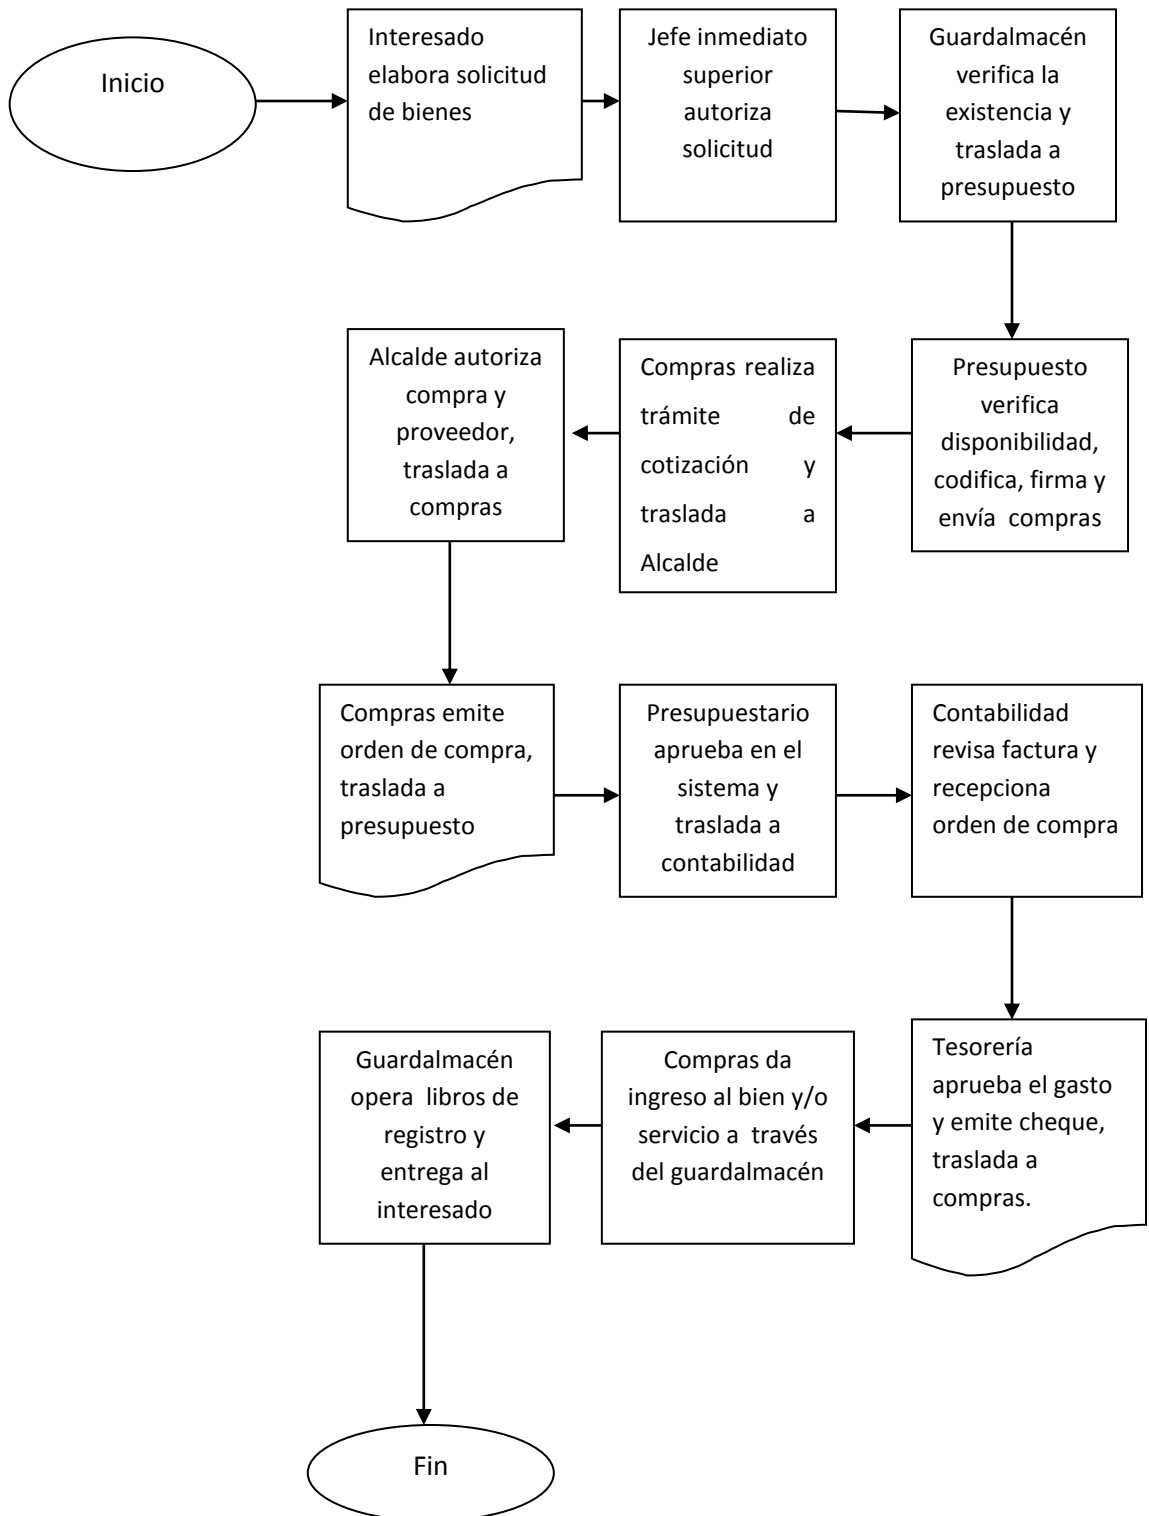 Inicio
Interesado
elabora solicitud
de bienes
Jefe inmediato
superior
autoriza
solicitud
Guardalmacén
verifica la
existencia y
traslada a
presupuesto
Presupuesto
verifica
disponibilidad,
codifica, firma y
envía compras
Compras realiza
trámite de
cotización y
traslada a
Alcalde
Alcalde autoriza
compra y
proveedor,
traslada a
compras
Compras emite
orden de compra,
traslada a
presupuesto
Presupuestario
aprueba en el
sistema y
traslada a
contabilidad
Contabilidad
revisa factura y
recepciona
orden de compra
Tesorería
aprueba el gasto
y emite cheque,
traslada a
compras.
Compras da
ingreso al bien y/o
servicio a través
del guardalmacén
Guardalmacén
opera libros de
registro y
entrega al
interesado
Fin